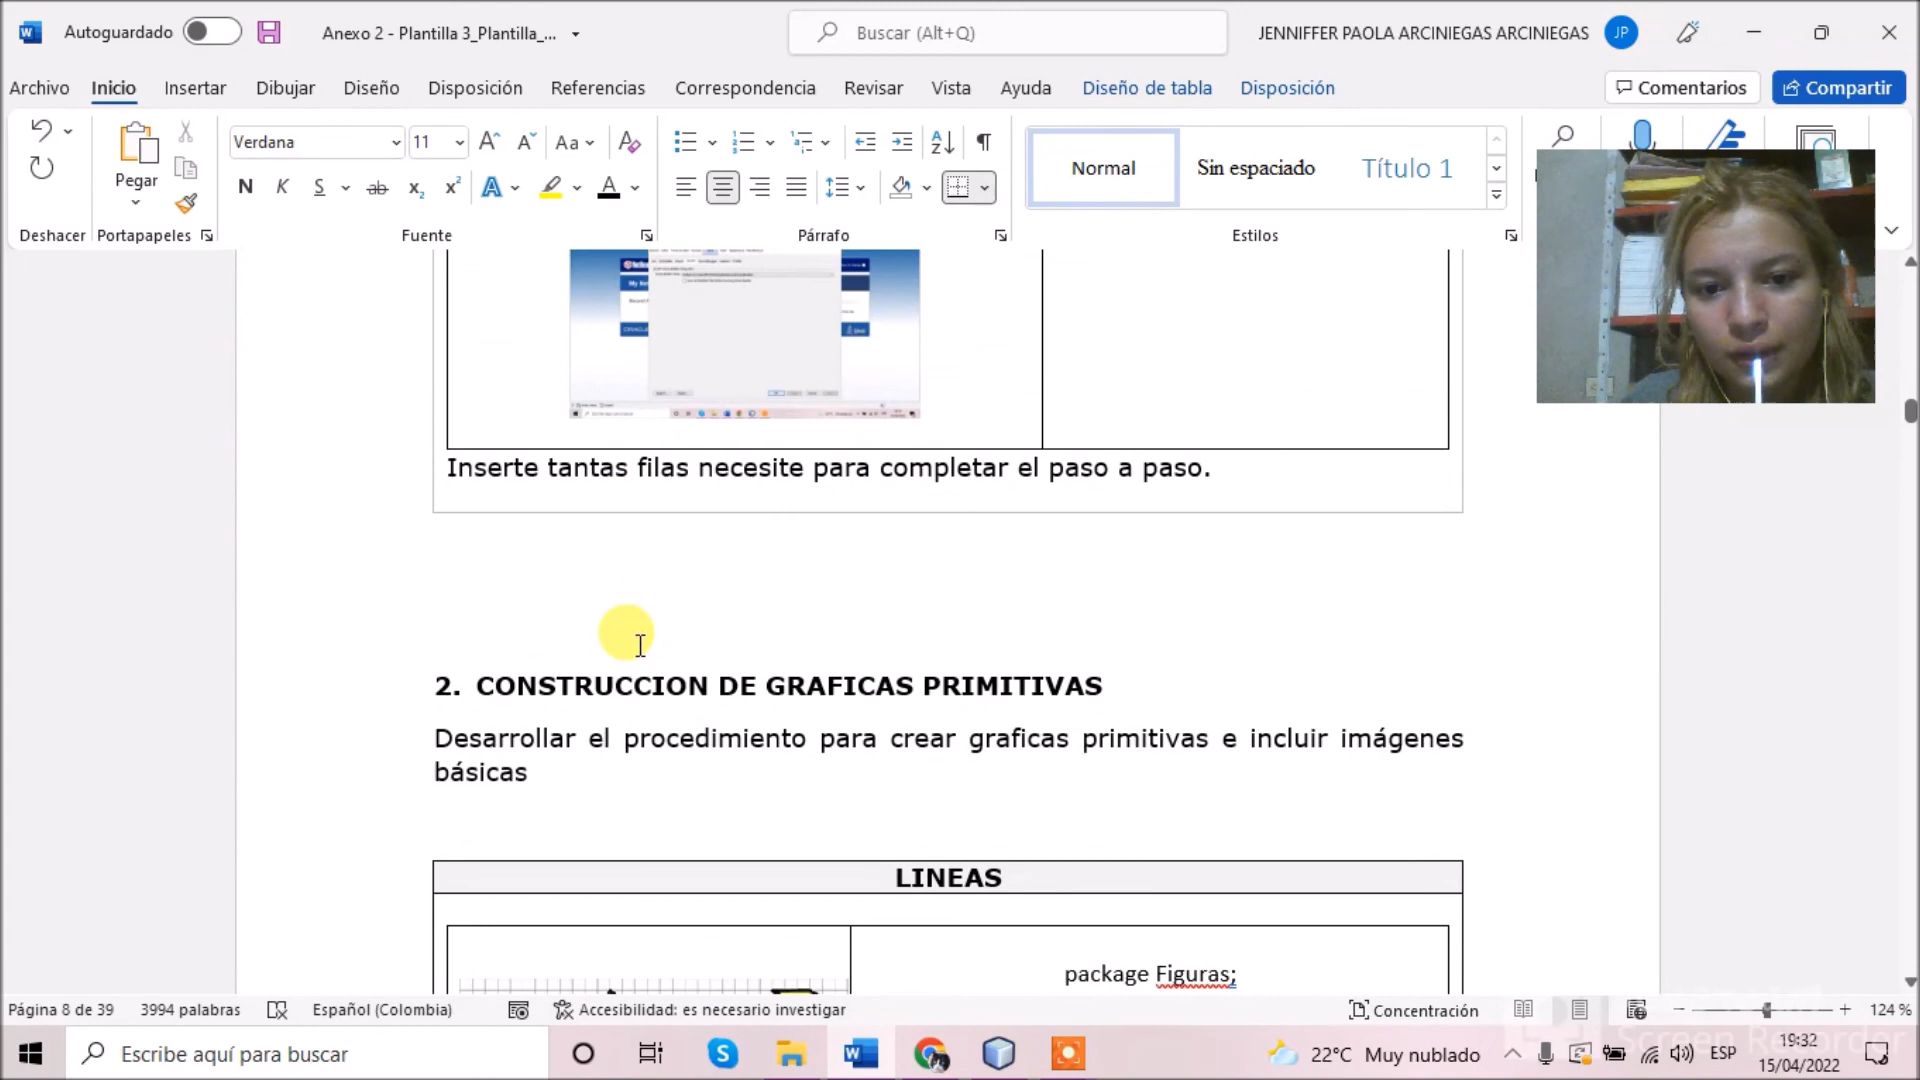 Autoguardado
Anexo 2 - Plantilla 3_Plantilla_...
Buscar (Alt+Q)
JENNIFFER PAOLA ARCINIEGAS ARCINIEGAS
JP
Archivo
Inicio
Insertar
Dibujar
Diseño
Disposición
Referencias
Correspondencia
Revisar
Vista
Ayuda
Diseño de tabla
Disposición
Comentarios
Compartir
Pegar
Verdana
11
Aa
N
K
S
ab
Normal
Sin espaciado
Título 1
Deshacer
Portapapeles
Fuente
Párrafo
Estilos
Inserte tantas filas necesite para completar el paso a paso.
2. CONSTRUCCION DE GRAFICAS PRIMITIVAS
Desarrollar el procedimiento para crear graficas primitivas e incluir imágenes
básicas
LINEAS
package Figuras;
Página 8 de 39
3994 palabras
Español (Colombia)
Accesibilidad: es necesario investigar
Concentración
124 %
Escribe aquí para buscar
22°C Muy nublado
ESP
19:32
15/04/2022
Screen Recorder